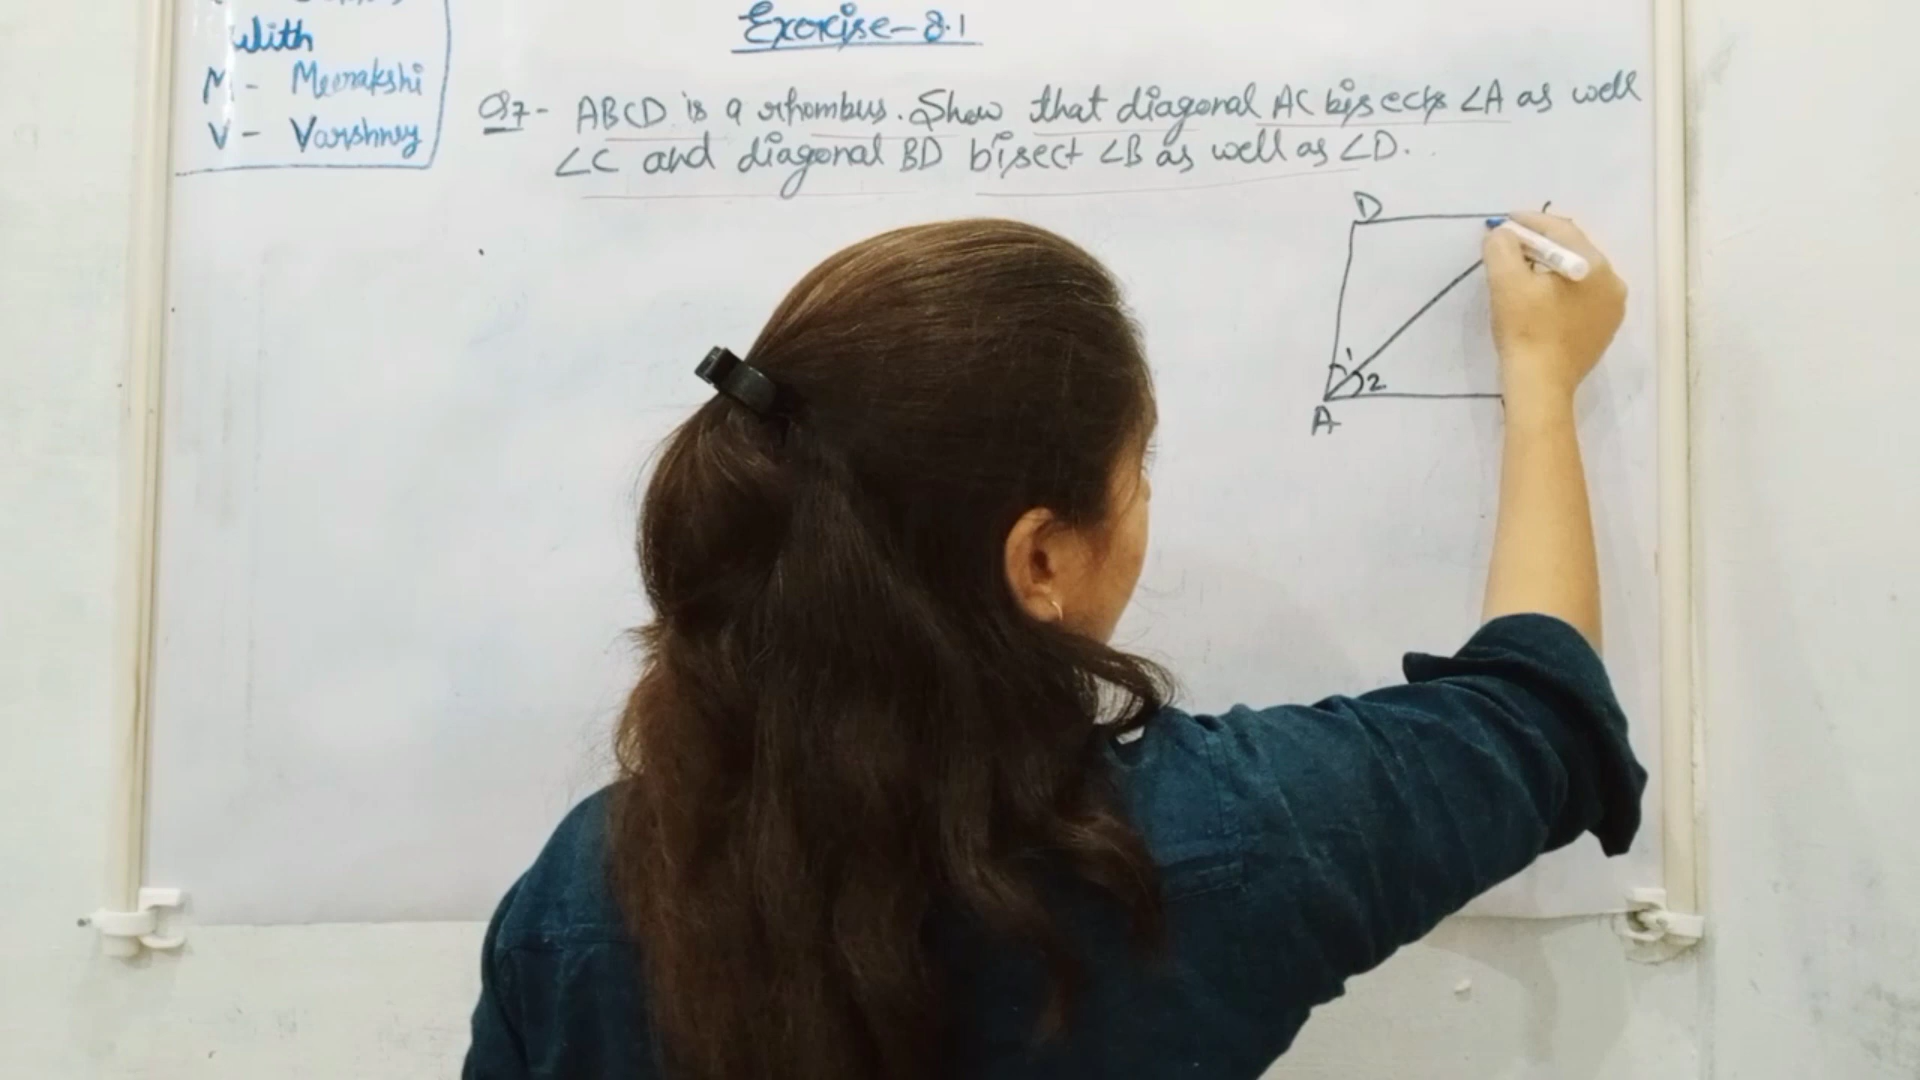 With
M - Meenakshi
V - Varshney
Exercise-8.1
Q7- ABCD is a rhombus. Show that diagonal AC bisects ∠A as well
∠C and diagonal BD bisect ∠B as well as ∠D.
D
1
2
A